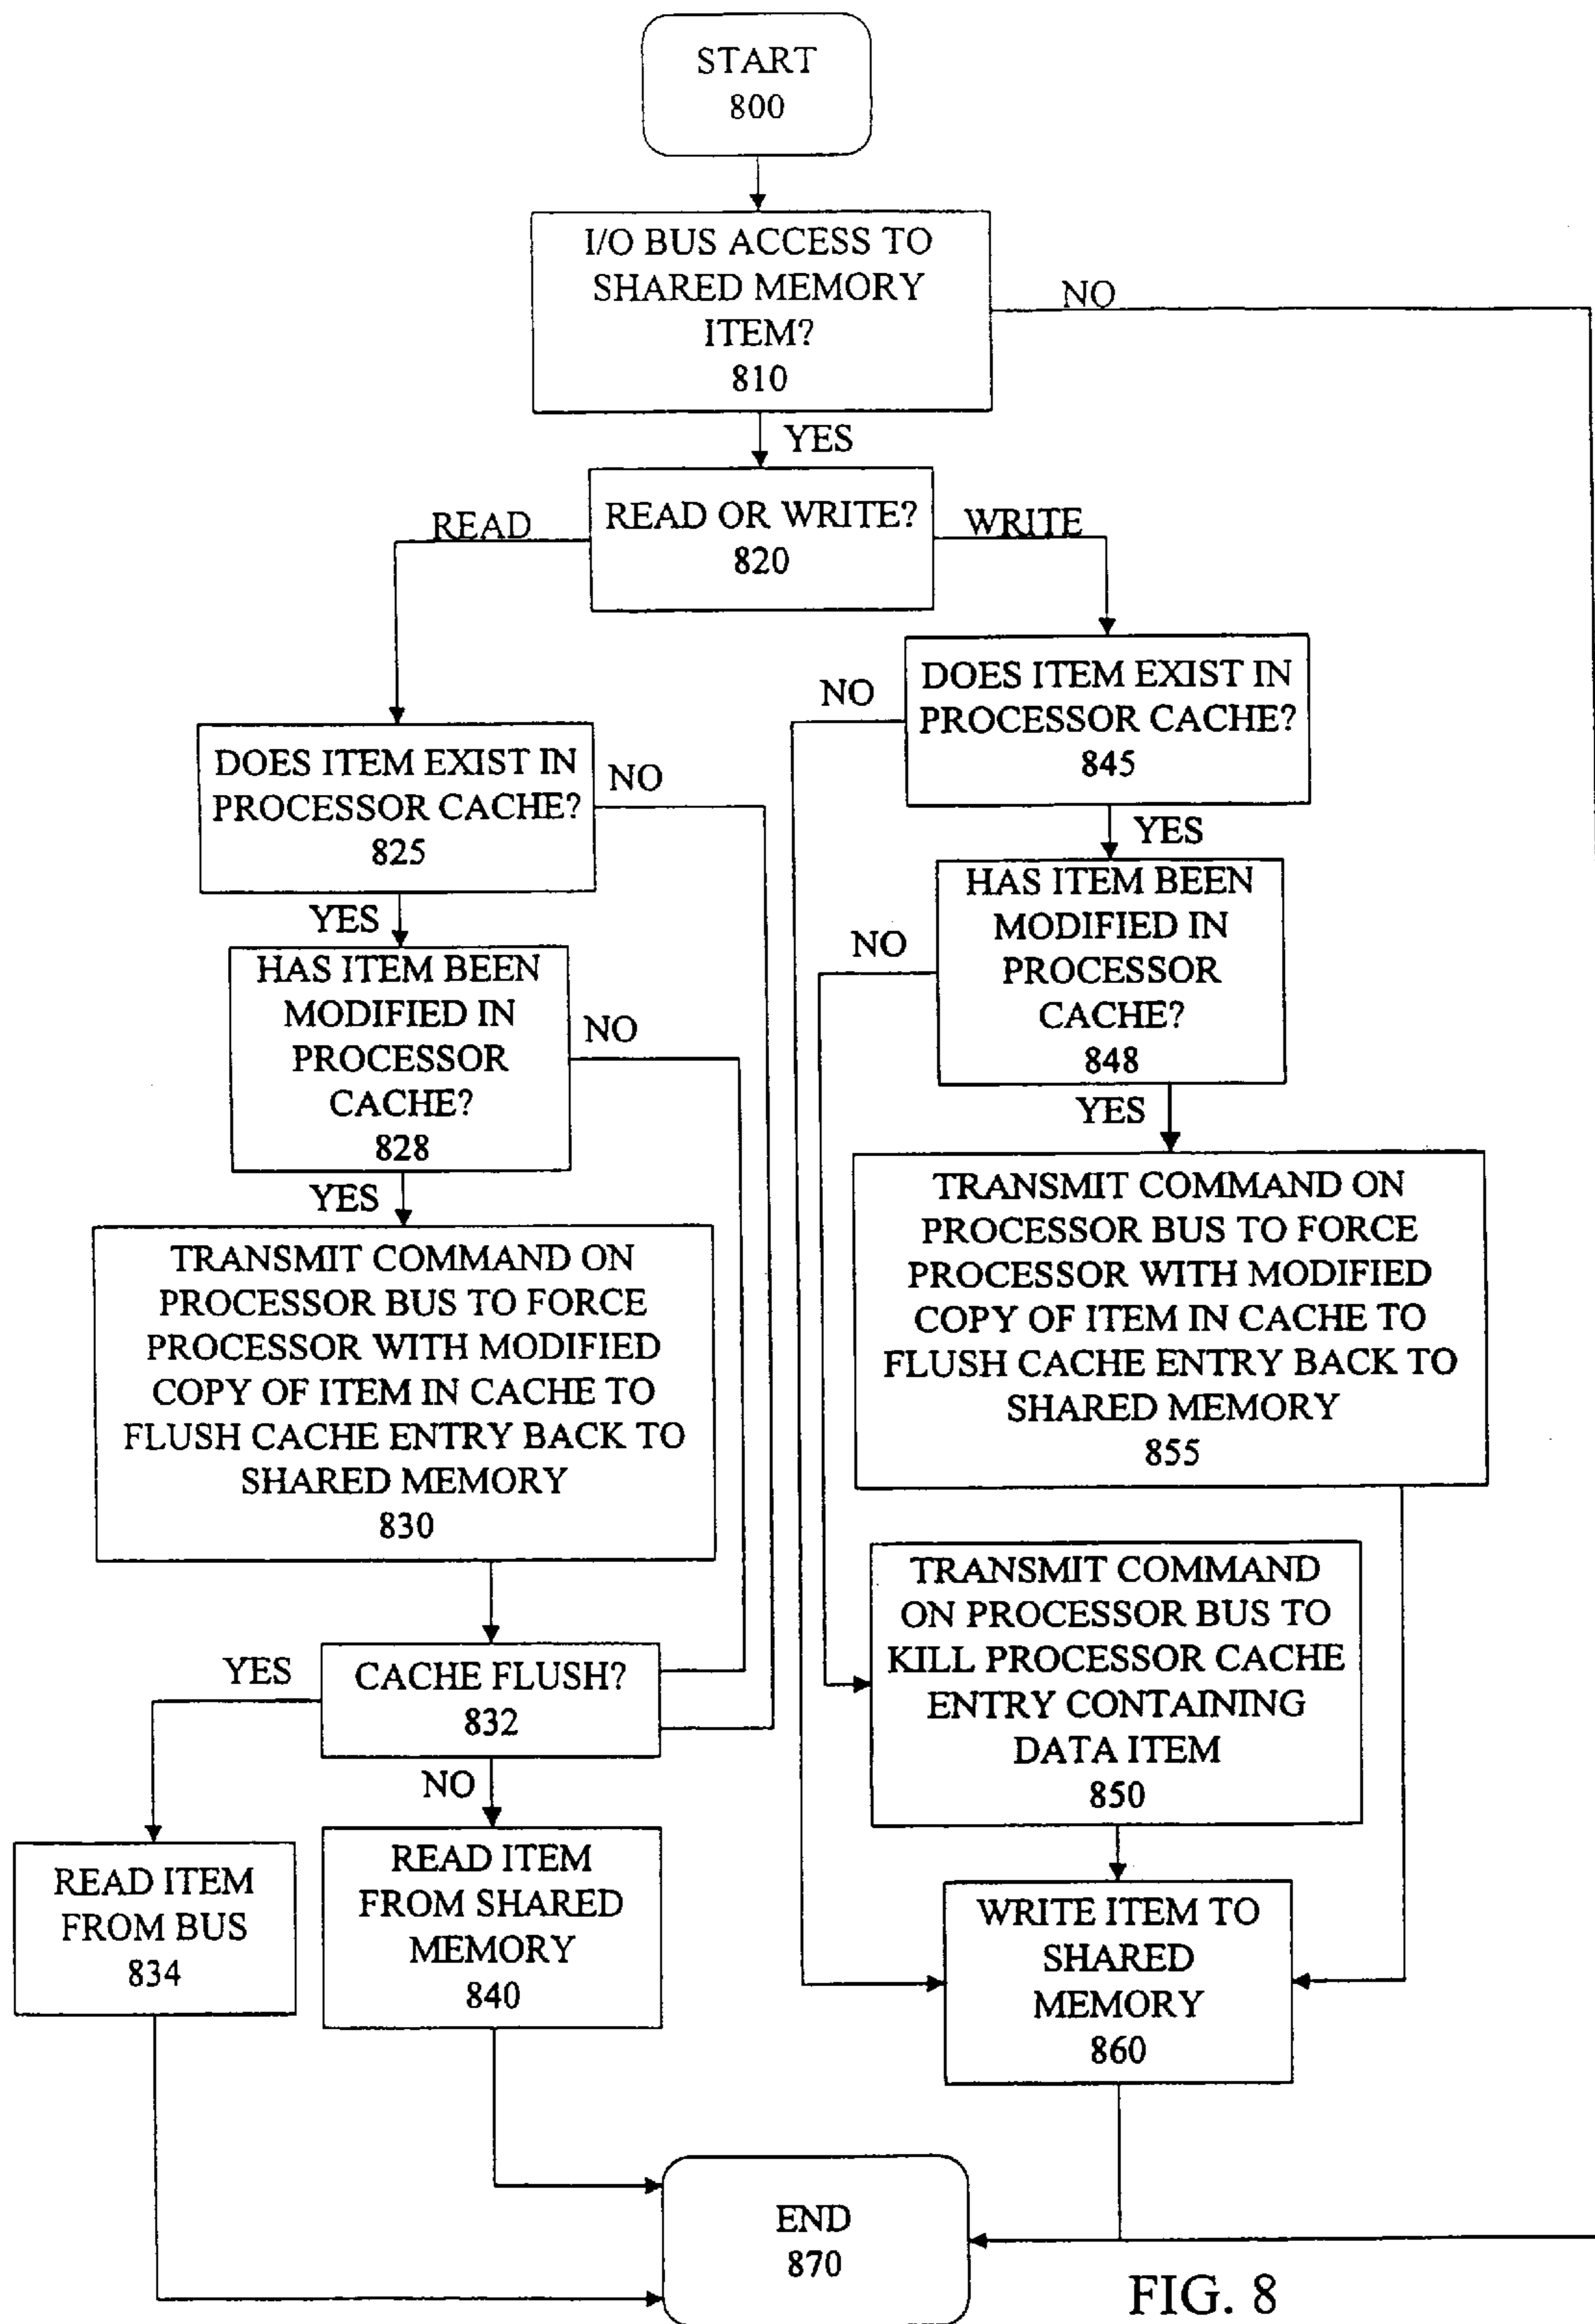 START
800
I/O BUS ACCESS TO
SHARED MEMORY
ITEM?
810
NO
YES
READ OR WRITE?
820
READ
WRITE
DOES ITEM EXIST IN
PROCESSOR CACHE?
845
NO
YES
DOES ITEM EXIST IN
PROCESSOR CACHE?
825
NO
YES
HAS ITEM BEEN
MODIFIED IN
PROCESSOR
CACHE?
848
NO
YES
HAS ITEM BEEN
MODIFIED IN
PROCESSOR
CACHE?
828
NO
YES
TRANSMIT COMMAND ON
PROCESSOR BUS TO FORCE
PROCESSOR WITH MODIFIED
COPY OF ITEM IN CACHE TO
FLUSH CACHE ENTRY BACK TO
SHARED MEMORY
855
TRANSMIT COMMAND ON
PROCESSOR BUS TO FORCE
PROCESSOR WITH MODIFIED
COPY OF ITEM IN CACHE TO
FLUSH CACHE ENTRY BACK TO
SHARED MEMORY
830
TRANSMIT COMMAND
ON PROCESSOR BUS TO
KILL PROCESSOR CACHE
ENTRY CONTAINING
DATA ITEM
850
YES
CACHE FLUSH?
832
NO
READ ITEM
FROM BUS
834
READ ITEM
FROM SHARED
MEMORY
840
WRITE ITEM TO
SHARED
MEMORY
860
END
870
FIG. 8